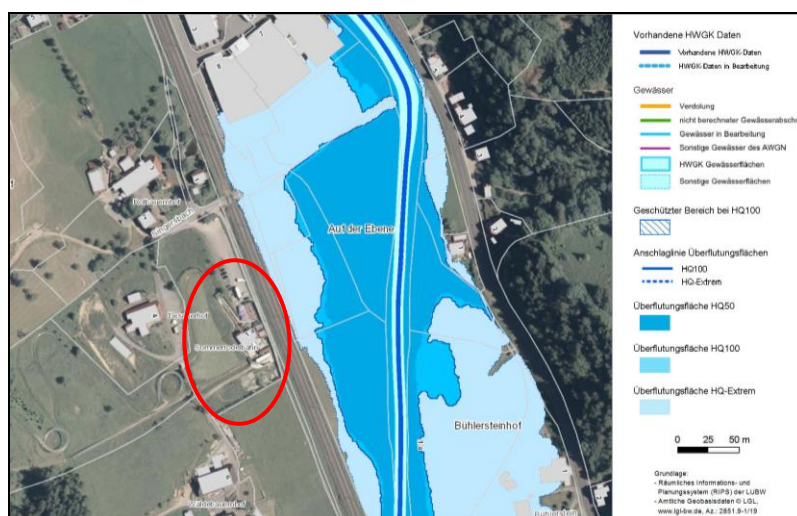 Vorhandene HWGK Daten
Vorhandene HWGK-Daten
HWGK-Daten in Bearbeitung
Gewässer
Verdolung
nicht berechneter Gewässerabschn
Gewässer in Bearbeitung
Sonstige Gewässer des AWGN
HWGK Gewässerflächen
Sonstige Gewässerflächen
Geschützter Bereich bei HQ100
Anschlaglinie Überflutungsflächen
HQ100
HQ-Extrem
Überflutungsfläche HQ50
Überflutungsfläche HQ100
Überflutungsfläche HQ-Extrem
0 25 50 m
Grundlage:
- Räumliches Informations- und
Planungssystem (RIPS) der LUBW
- Amtliche Geobasisdaten © LGL,
www.lgl-bw.de, Az.: 2851.9-1/19
Auf der Ebene
Sommerrodelbahn
Bühlersteinhof